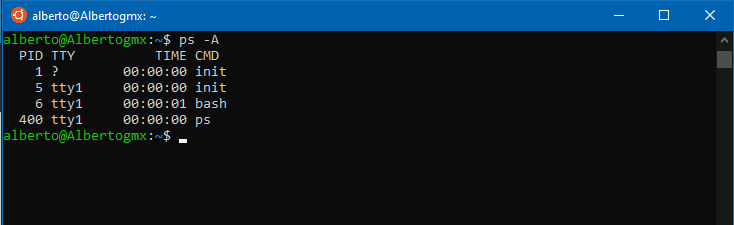 alberto@Albertogmx: ~
alberto@Albertogmx:~$ ps -A
  PID TTY          TIME CMD
    1 ?        00:00:00 init
    5 tty1     00:00:00 init
    6 tty1     00:00:01 bash
  400 tty1     00:00:00 ps
alberto@Albertogmx:~$